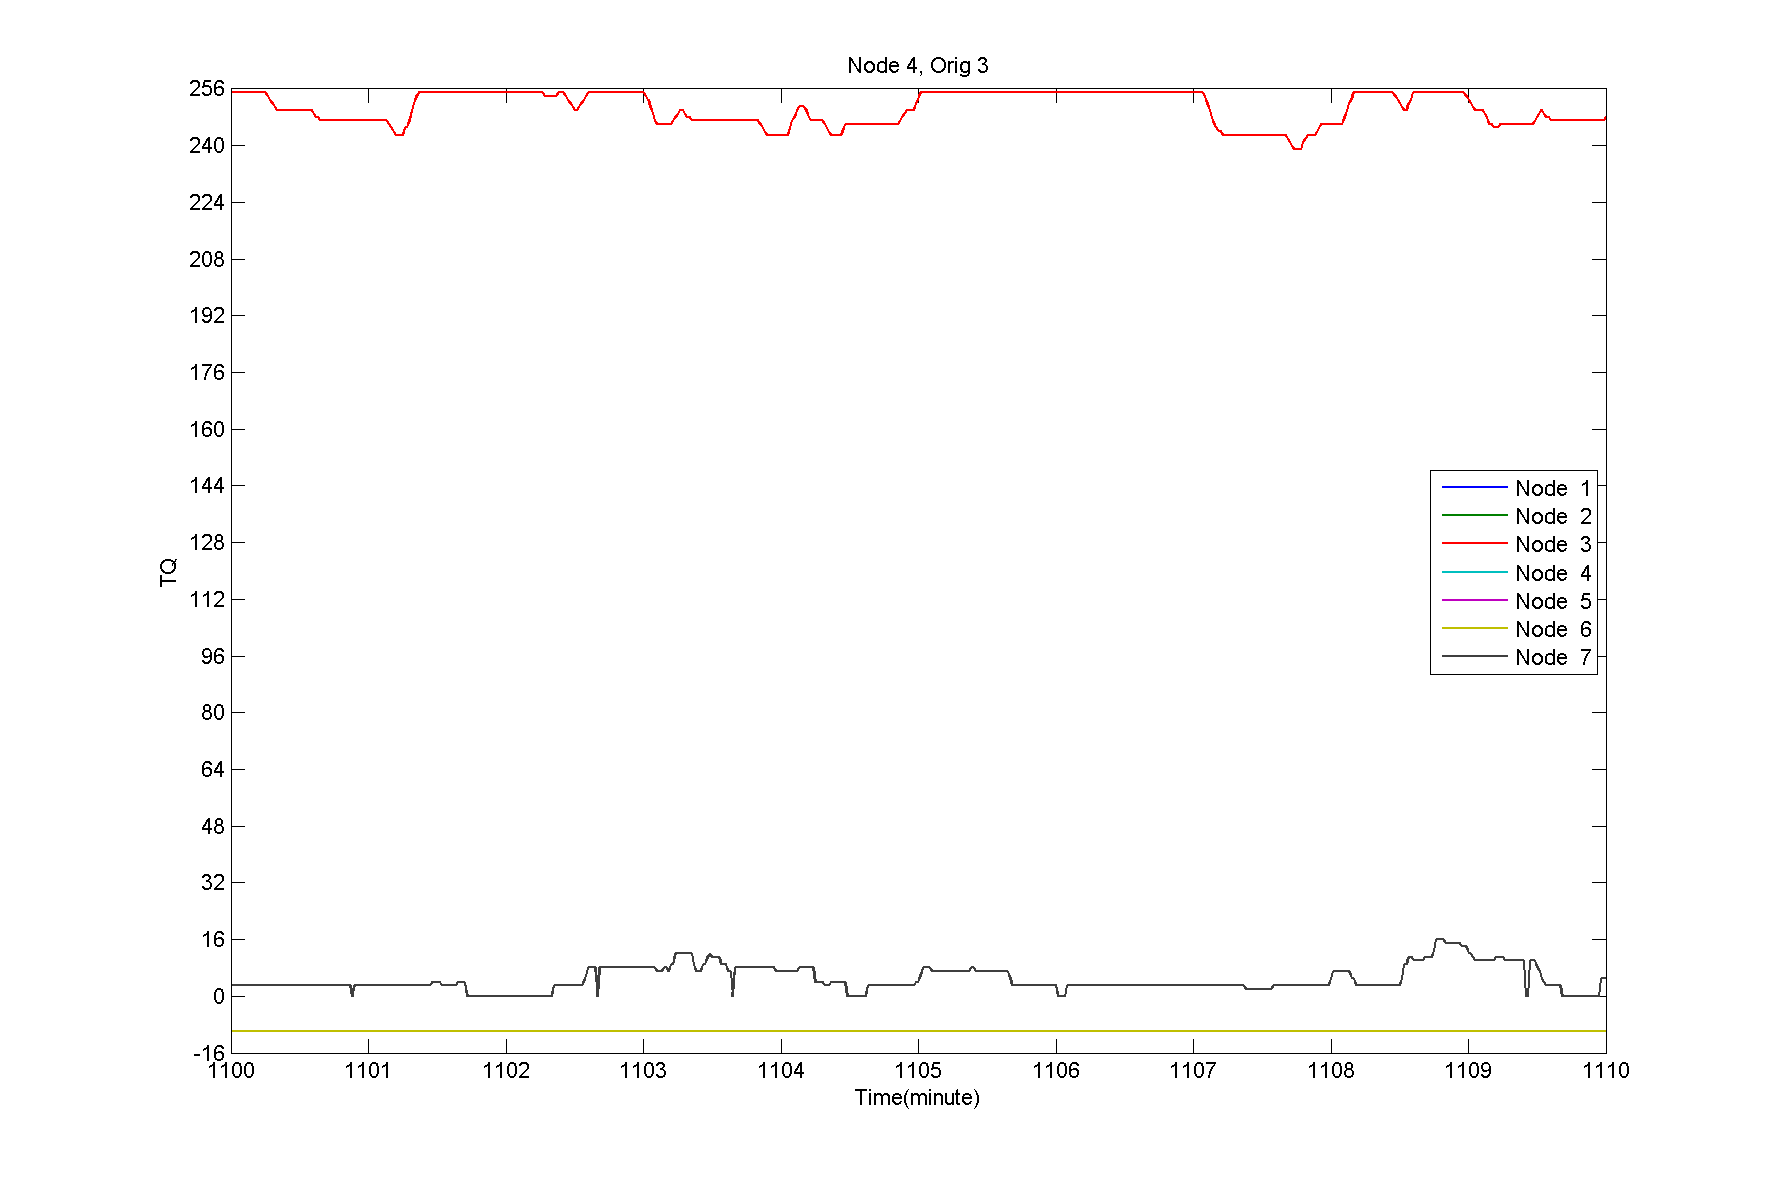 Node 4, Orig 3
256
240
224
208
192
176
160
144
128
112
96
80
64
48
32
16
0
-16
TQ
Node 1
Node 2
Node 3
Node 4
Node 5
Node 6
Node 7
1100 1101 1102 1103 1104 1105 1106 1107 1108 1109 1110
Time(minute)